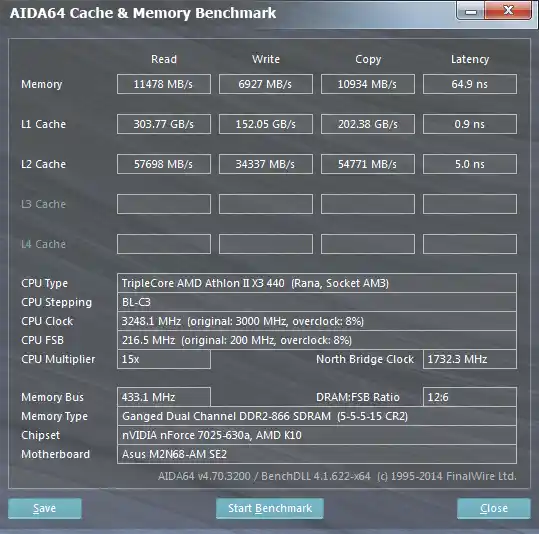 AIDA64 Cache & Memory Benchmark
Read Write Copy Latency
Memory 11478 MB/s 6927 MB/s 10934 MB/s 64.9 ns
L1 Cache 303.77 GB/s 152.05 GB/s 202.38 GB/s 0.9 ns
L2 Cache 57698 MB/s 34337 MB/s 54771 MB/s 5.0 ns
L3 Cache
L4 Cache
CPU Type TripleCore AMD Athlon II X3 440 (Rana, Socket AM3)
CPU Stepping BL-C3
CPU Clock 3248.1 MHz (original: 3000 MHz, overclock: 8%)
CPU FSB 216.5 MHz (original: 200 MHz, overclock: 8%)
CPU Multiplier 15x North Bridge Clock 1732.3 MHz
Memory Bus 433.1 MHz DRAM:FSB Ratio 12:6
Memory Type Ganged Dual Channel DDR2-866 SDRAM (5-5-5-15 CR2)
Chipset nVIDIA nForce 7025-630a, AMD K10
Motherboard Asus M2N68-AM SE2
AIDA64 v4.70.3200 / BenchDLL 4.1.622-x64 (c) 1995-2014 FinalWire Ltd.
Save Start Benchmark Close